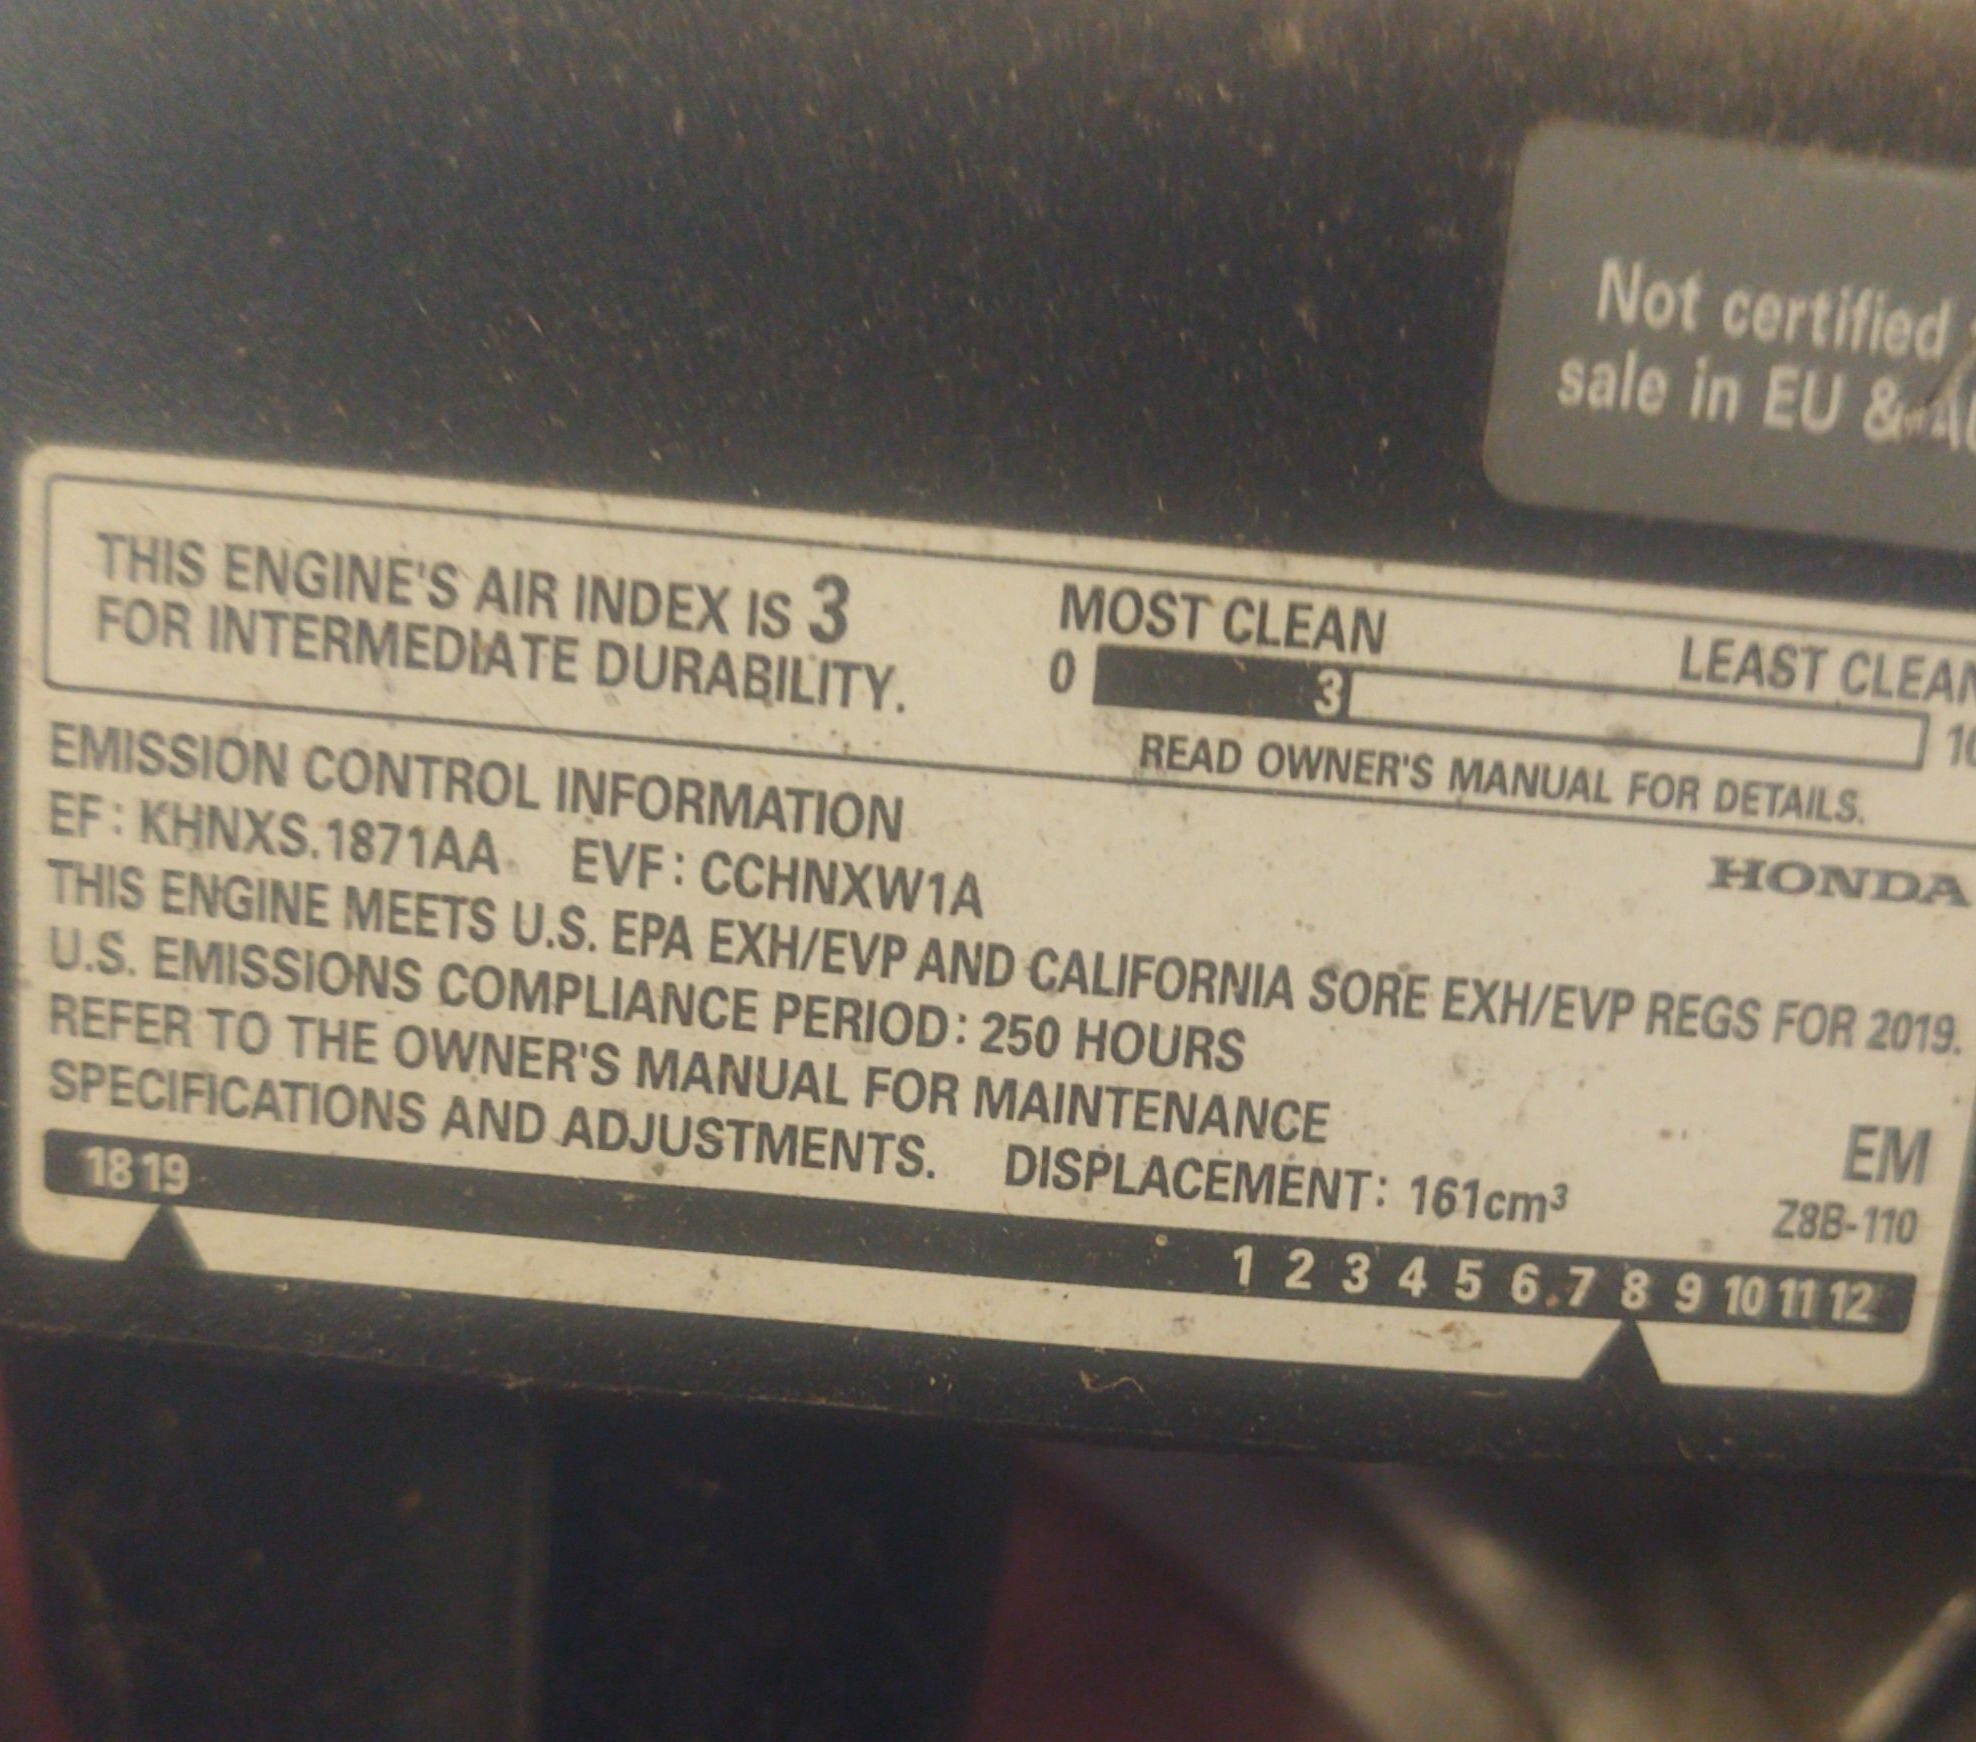 Not certified
sale in EU &
THIS ENGINE'S AIR INDEX IS 3
FOR INTERMEDIATE DURABILITY.
MOST CLEAN
LEAST CLEAN
0 3 10
READ OWNER'S MANUAL FOR DETAILS.
EMISSION CONTROL INFORMATION
EF: KHNXS.1871AA EVF: CCHNXW1A
HONDA
THIS ENGINE MEETS U.S. EPA EXH/EVP AND CALIFORNIA SORE EXH/EVP REGS FOR 2019.
U.S. EMISSIONS COMPLIANCE PERIOD: 250 HOURS
REFER TO THE OWNER'S MANUAL FOR MAINTENANCE
SPECIFICATIONS AND ADJUSTMENTS. DISPLACEMENT: 161cm³
EM
Z8B-110
18 19
1 2 3 4 5 6 7 8 9 10 11 12